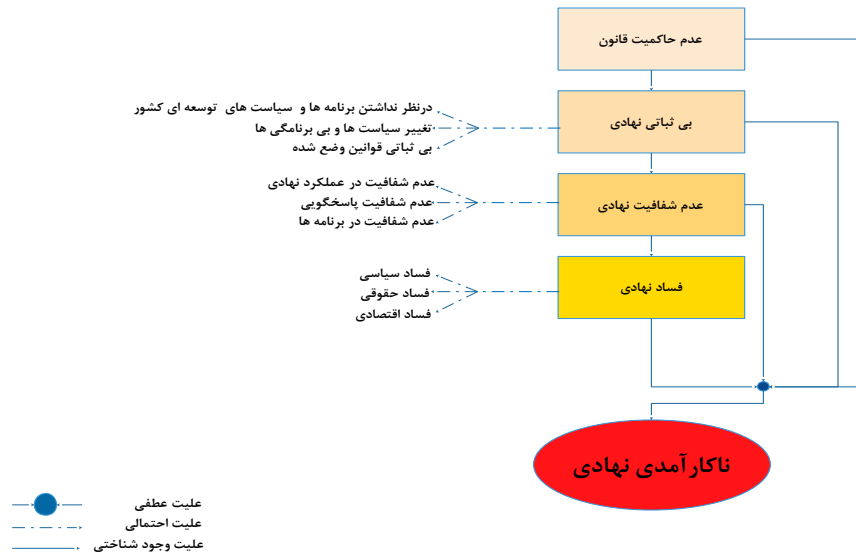 عدم حاکمیت قانون
درنظر نداشتن برنامه ها و سیاست های توسعه ای کشور
تغییر سیاست ها و بی برنامگی ها
بی ثباتی قوانین وضع شده
بی ثباتی نهادی
عدم شفافیت در عملکرد نهادی
عدم شفافیت پاسخگویی
عدم شفافیت در برنامه ها
عدم شفافیت نهادی
فساد سیاسی
فساد حقوقی
فساد اقتصادی
فساد نهادی
ناکارآمدی نهادی
علیت عطفی
علیت احتمالی
علیت وجود شناختی